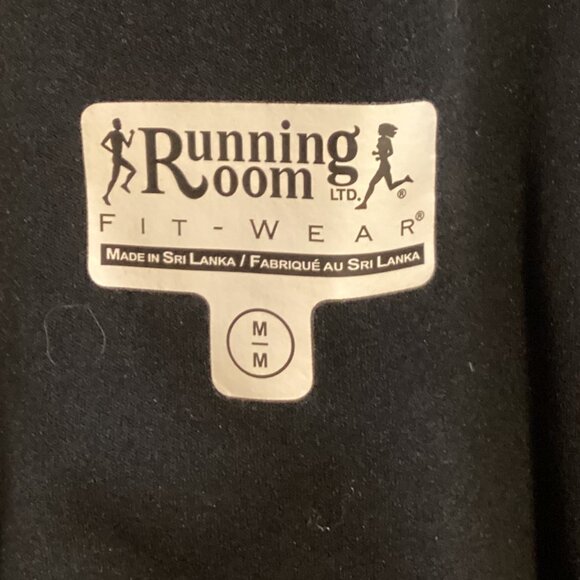 Running
Room LTD.®
FIT-WEAR®
MADE IN SRI LANKA / FABRIQUÉ AU SRI LANKA
M
M